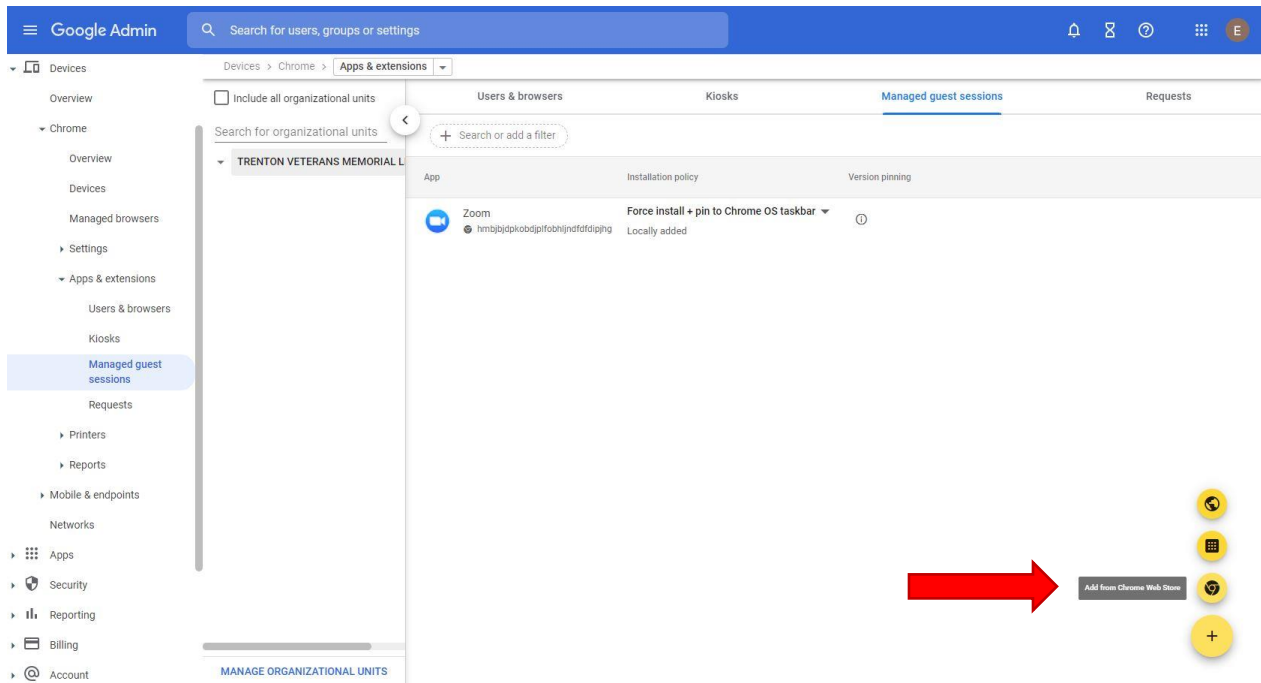 Google Admin
Search for users, groups or settings
E
Devices
Overview
Chrome
Overview
Devices
Managed browsers
Settings
Apps & extensions
Users & browsers
Kiosks
Managed guest
sessions
Requests
Printers
Reports
Mobile & endpoints
Networks
Apps
Security
Reporting
Billing
Account
Devices > Chrome > Apps & extensions
Include all organizational units
Search for organizational units
TRENTON VETERANS MEMORIAL L
MANAGE ORGANIZATIONAL UNITS
Users & browsers Kiosks Managed guest sessions Requests
Search or add a filter
App Installation policy Version pinning
Zoom Force install + pin to Chrome OS taskbar
hmbjbjdpkobdjplfobhljndfdfdipjhg Locally added
Add from Chrome Web Store